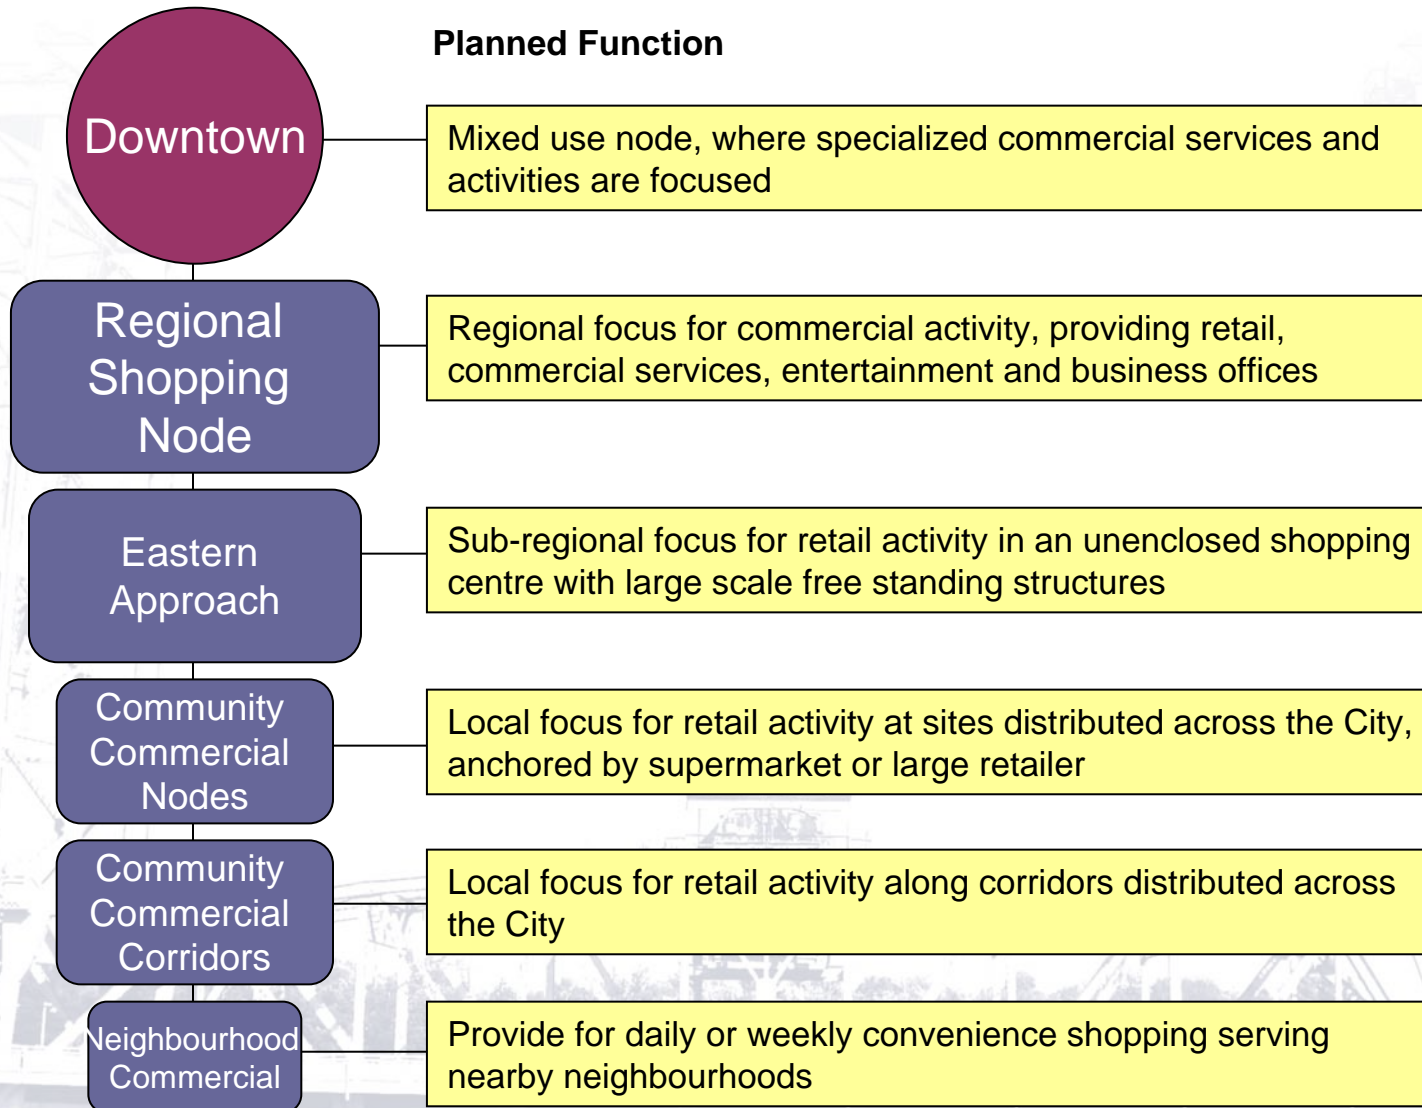 Planned Function
Downtown
Mixed use node, where specialized commercial services and
activities are focused
Regional
Shopping
Node
Regional focus for commercial activity, providing retail,
commercial services, entertainment and business offices
Eastern
Approach
Sub-regional focus for retail activity in an unenclosed shopping
centre with large scale free standing structures
Community
Commercial
Nodes
Local focus for retail activity at sites distributed across the City,
anchored by supermarket or large retailer
Community
Commercial
Corridors
Local focus for retail activity along corridors distributed across
the City
Neighbourhood
Commercial
Provide for daily or weekly convenience shopping serving
nearby neighbourhoods